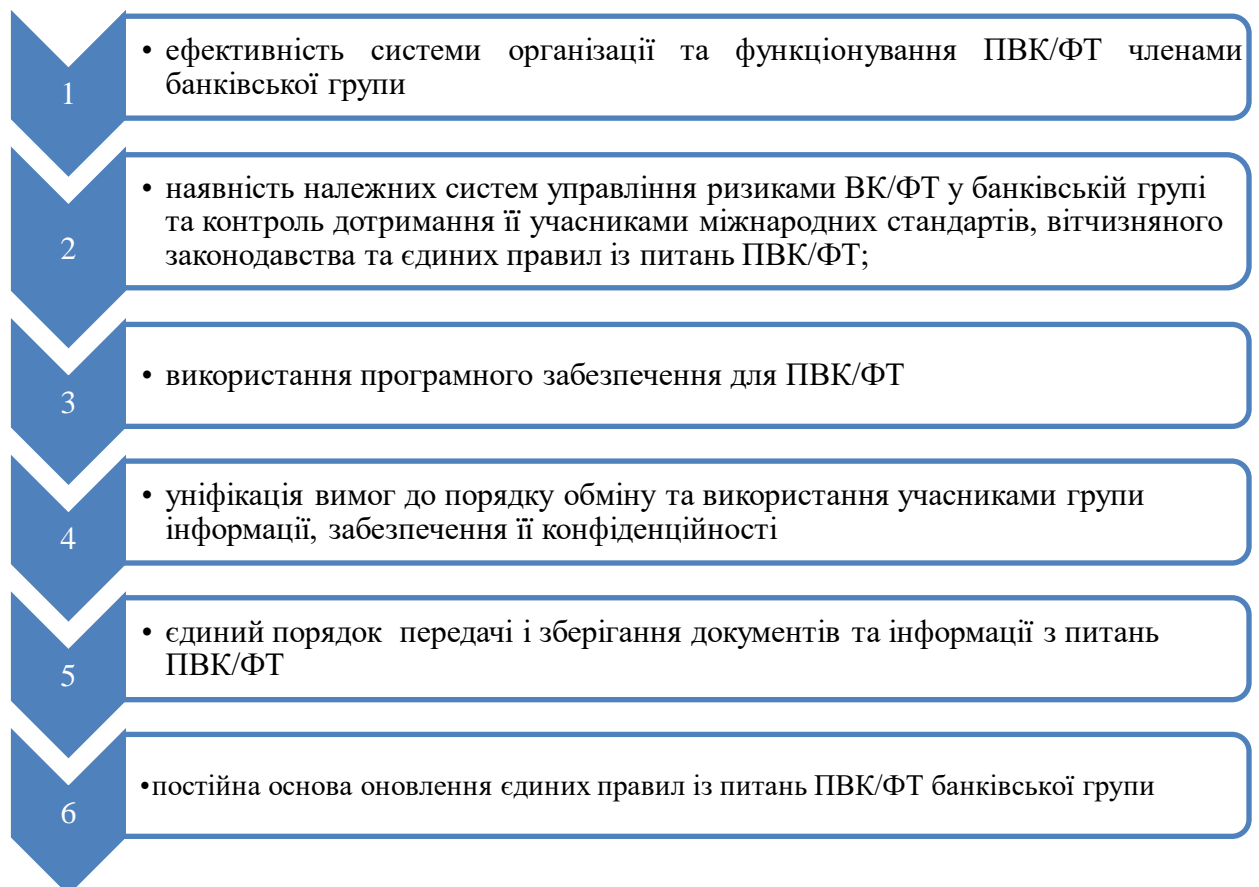 1
• ефективність системи організації та функціонування ПВК/ФТ членами
банківської групи
2
• наявність належних систем управління ризиками ВК/ФТ у банківській групі
та контроль дотримання її учасниками міжнародних стандартів, вітчизняного
законодавства та єдиних правил із питань ПВК/ФТ;
3
• використання програмного забезпечення для ПВК/ФТ
4
• уніфікація вимог до порядку обміну та використання учасниками групи
інформації, забезпечення її конфіденційності
5
• єдиний порядок передачі і зберігання документів та інформації з питань
ПВК/ФТ
6
•постійна основа оновлення єдиних правил із питань ПВК/ФТ банківської групи